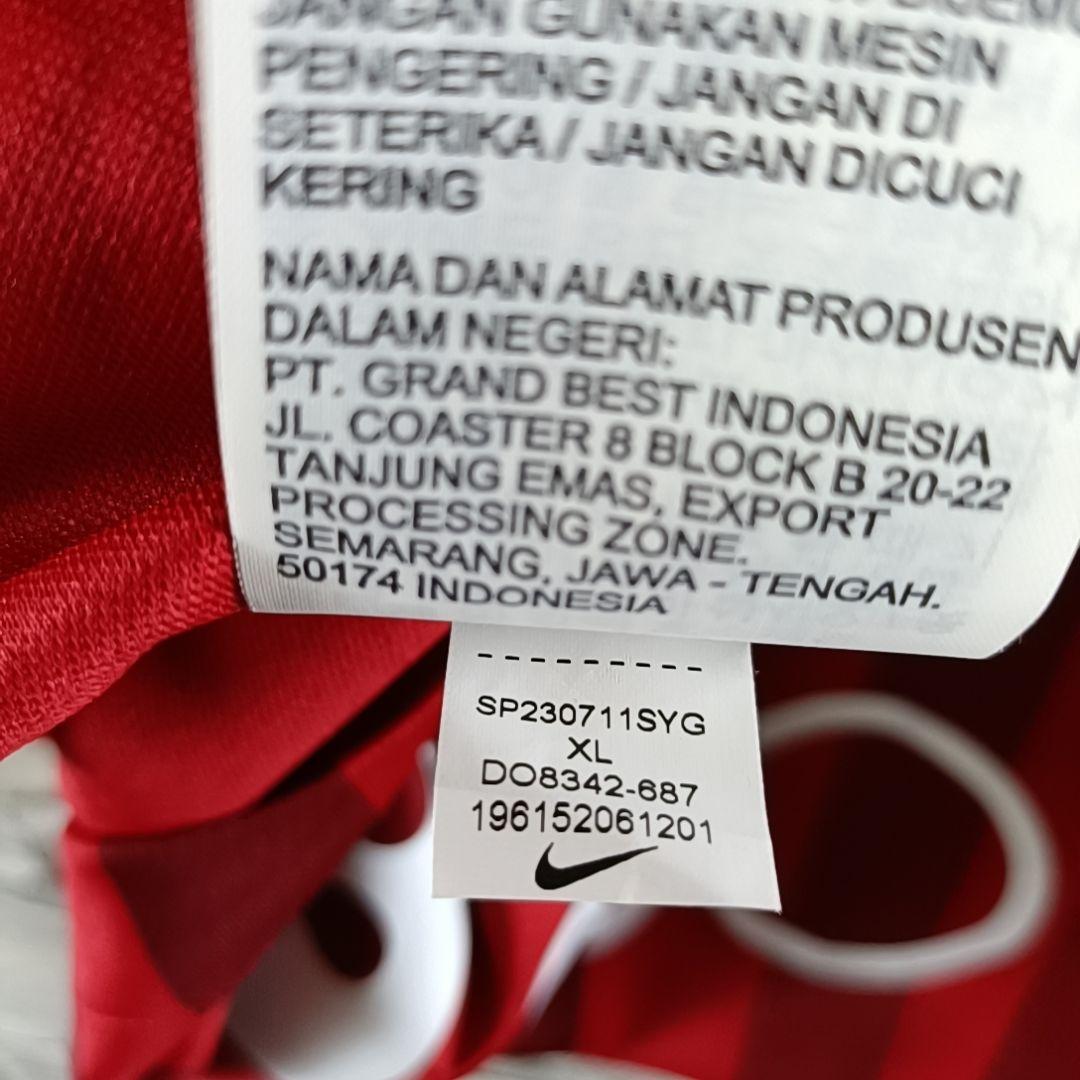 JANGAN GUNAKAN MESIN
PENGERING / JANGAN DI
SETERIKA / JANGAN DICUCI
KERING
NAMA DAN ALAMAT PRODUSEN
DALAM NEGERI:
PT. GRAND BEST INDONESIA
JL. COASTER 8 BLOCK B 20-22
TANJUNG EMAS, EXPORT
PROCESSING ZONE.
SEMARANG, JAWA - TENGAH.
50174 INDONESIA
SP230711SYG
XL
DO8342-687
196152061201